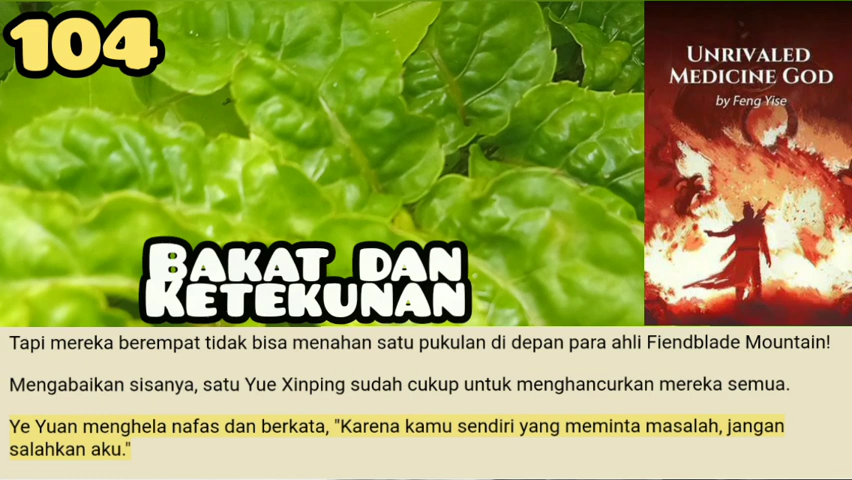 104
UNRIVALED
MEDICINE GOD
by Feng Yise
BAKAT DAN
KETEKUNAN
Tapi mereka berempat tidak bisa menahan satu pukulan di depan para ahli Fiendblade Mountain!
Mengabaikan sisanya, satu Yue Xinping sudah cukup untuk menghancurkan mereka semua.
Ye Yuan menghela nafas dan berkata, "Karena kamu sendiri yang meminta masalah, jangan
salahkan aku."